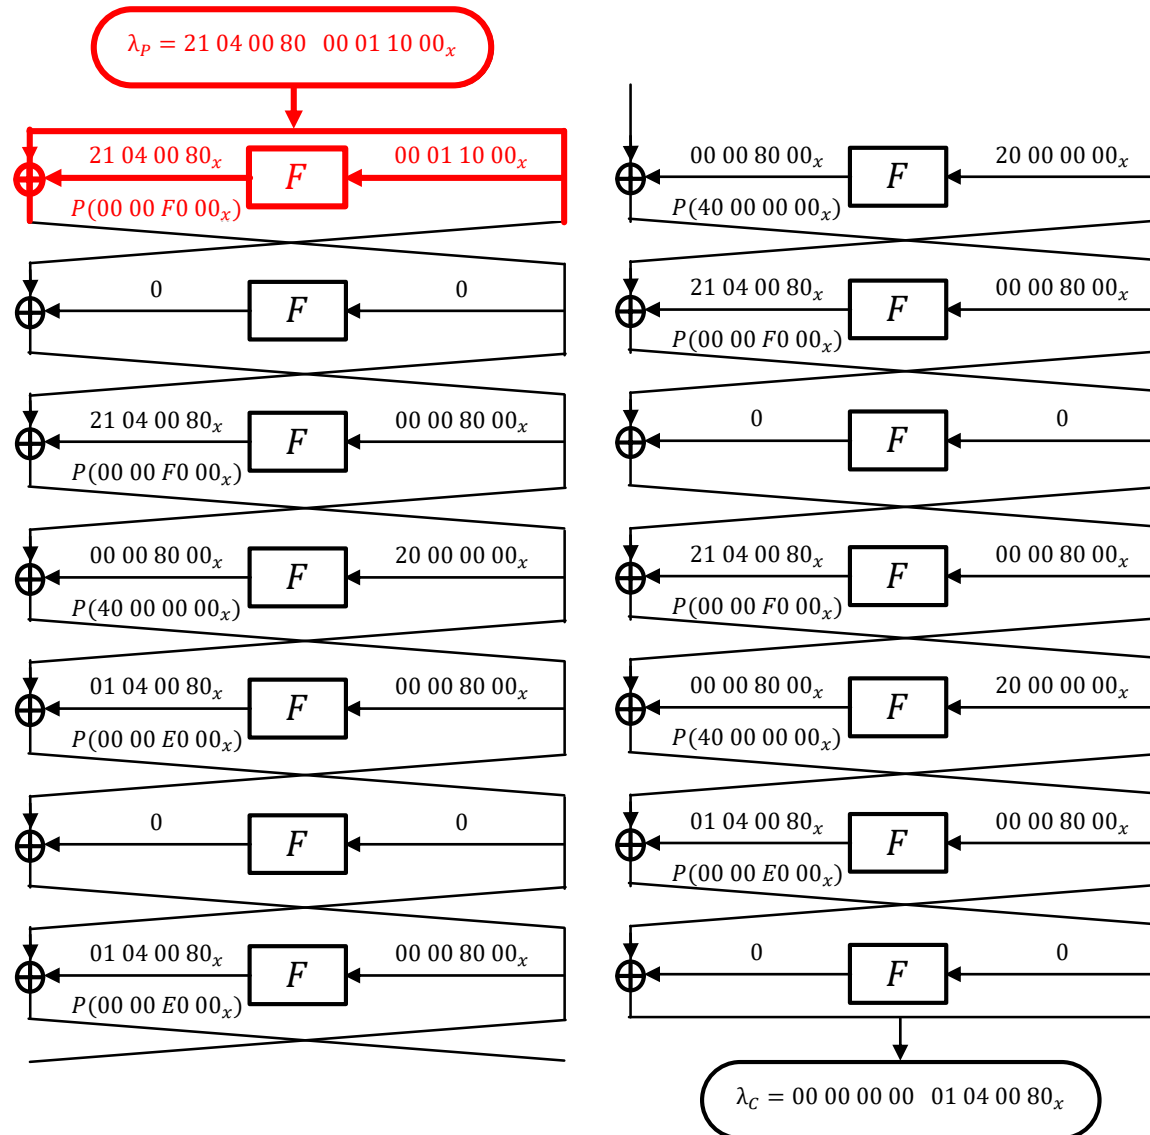 λ_P = 21 04 00 80 00 01 10 00_x
21 04 00 80_x F 00 01 10 00_x
P(00 00 F0 00_x)
0 F 0
21 04 00 80_x F 00 00 80 00_x
P(00 00 F0 00_x)
00 00 80 00_x F 20 00 00 00_x
P(40 00 00 00_x)
01 04 00 80_x F 00 00 80 00_x
P(00 00 E0 00_x)
0 F 0
01 04 00 80_x F 00 00 80 00_x
P(00 00 E0 00_x)
00 00 80 00_x F 20 00 00 00_x
P(40 00 00 00_x)
21 04 00 80_x F 00 00 80 00_x
P(00 00 F0 00_x)
0 F 0
21 04 00 80_x F 00 00 80 00_x
P(00 00 F0 00_x)
00 00 80 00_x F 20 00 00 00_x
P(40 00 00 00_x)
01 04 00 80_x F 00 00 80 00_x
P(00 00 E0 00_x)
0 F 0
λ_C = 00 00 00 00 01 04 00 80_x